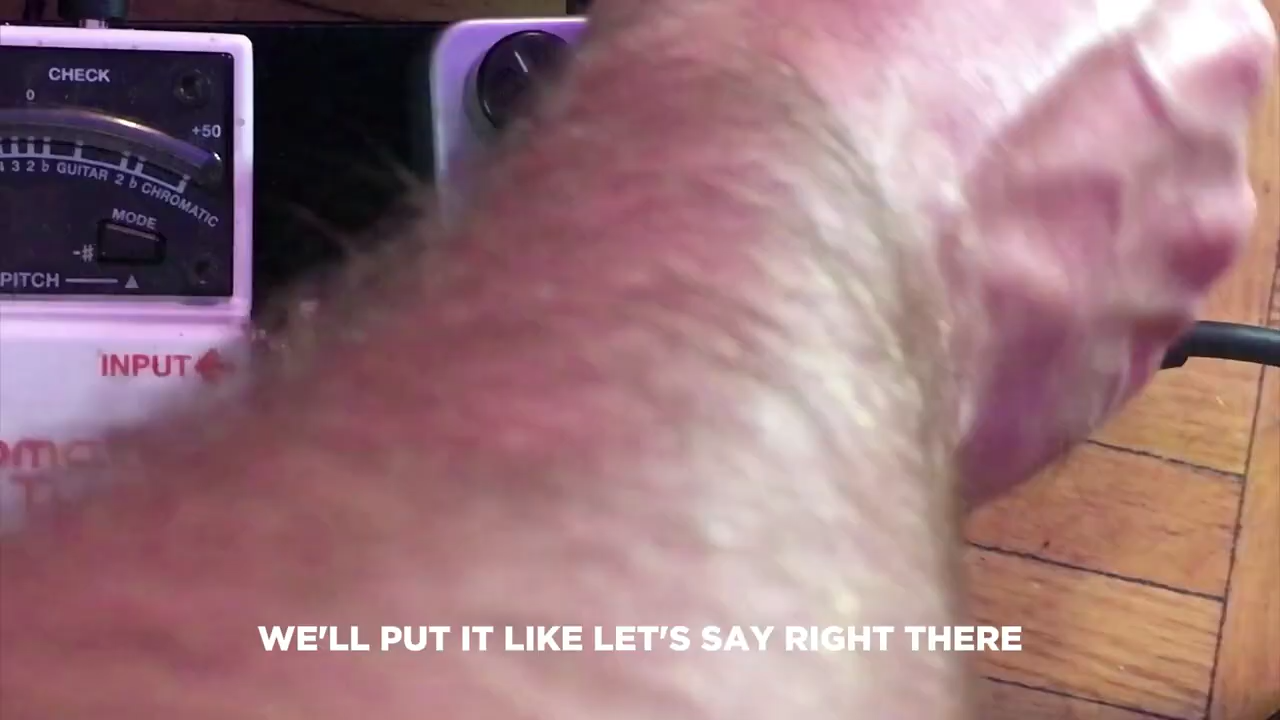 CHECK
0
+50
4 3 2 b GUITAR 2 b CHROMATIC
MODE
-#
PITCH ▲
INPUT
WE'LL PUT IT LIKE LET'S SAY RIGHT THERE